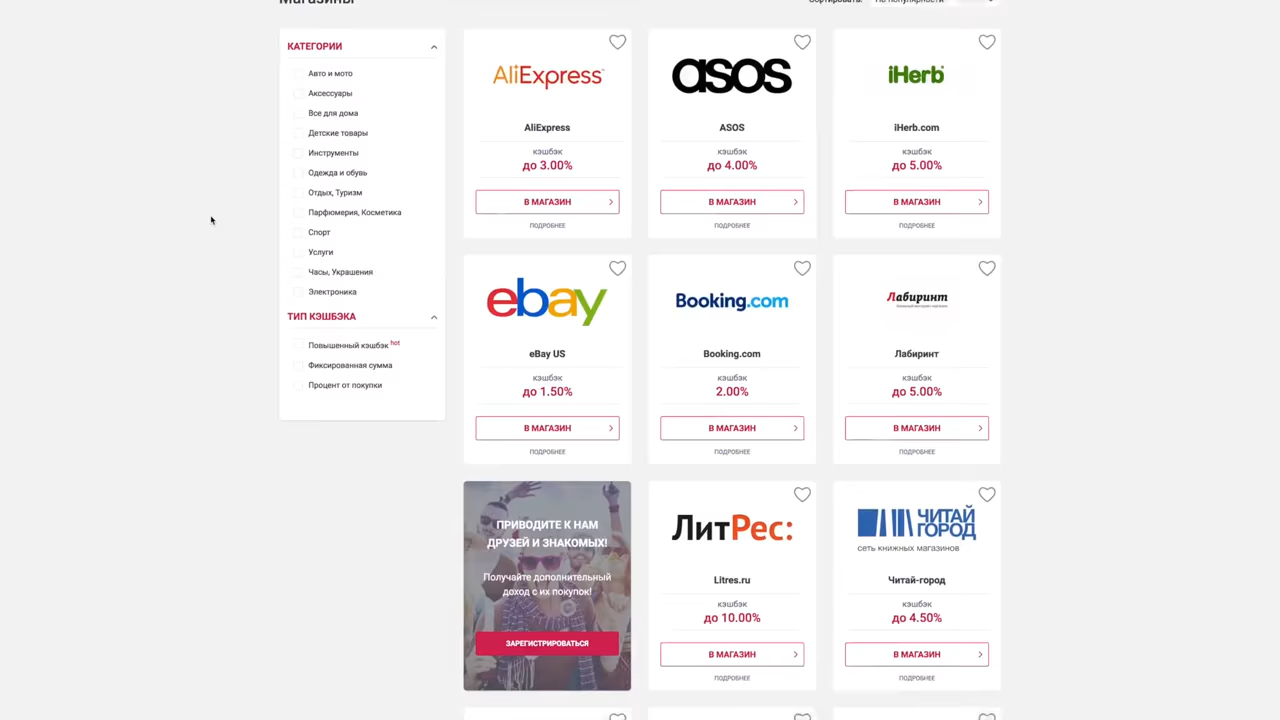 Магазины
Сортировать: По популярности
КАТЕГОРИИ
Авто и мото
Аксессуары
Все для дома
Детские товары
Инструменты
Одежда и обувь
Отдых, Туризм
Парфюмерия, Косметика
Спорт
Услуги
Часы, Украшения
Электроника
ТИП КЭШБЭКА
Повышенный кэшбэк hot
Фиксированная сумма
Процент от покупки
AliExpress
AliExpress
кэшбэк
до 3.00%
В МАГАЗИН
ПОДРОБНЕЕ
asos
ASOS
кэшбэк
до 4.00%
В МАГАЗИН
ПОДРОБНЕЕ
iHerb
iHerb.com
кэшбэк
до 5.00%
В МАГАЗИН
ПОДРОБНЕЕ
ebay
eBay US
кэшбэк
до 1.50%
В МАГАЗИН
ПОДРОБНЕЕ
Booking.com
Booking.com
кэшбэк
2.00%
В МАГАЗИН
ПОДРОБНЕЕ
Лабиринт
Лабиринт
кэшбэк
до 5.00%
В МАГАЗИН
ПОДРОБНЕЕ
ПРИВОДИТЕ К НАМ
ДРУЗЕЙ И ЗНАКОМЫХ!
Получайте дополнительный
доход с их покупок!
ЗАРЕГИСТРИРОВАТЬСЯ
ЛитРес:
Litres.ru
кэшбэк
до 10.00%
В МАГАЗИН
ПОДРОБНЕЕ
ЧИТАЙ
ГОРОД
сеть книжных магазинов
Читай-город
кэшбэк
до 4.50%
В МАГАЗИН
ПОДРОБНЕЕ